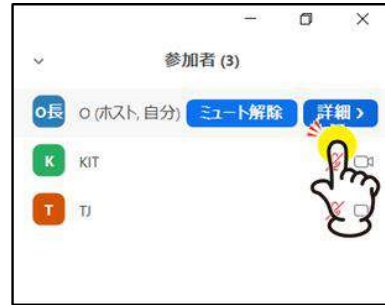 参加者 (3)
O長 O (ホスト, 自分) ミュート解除 詳細 >
K KIT
T TJ